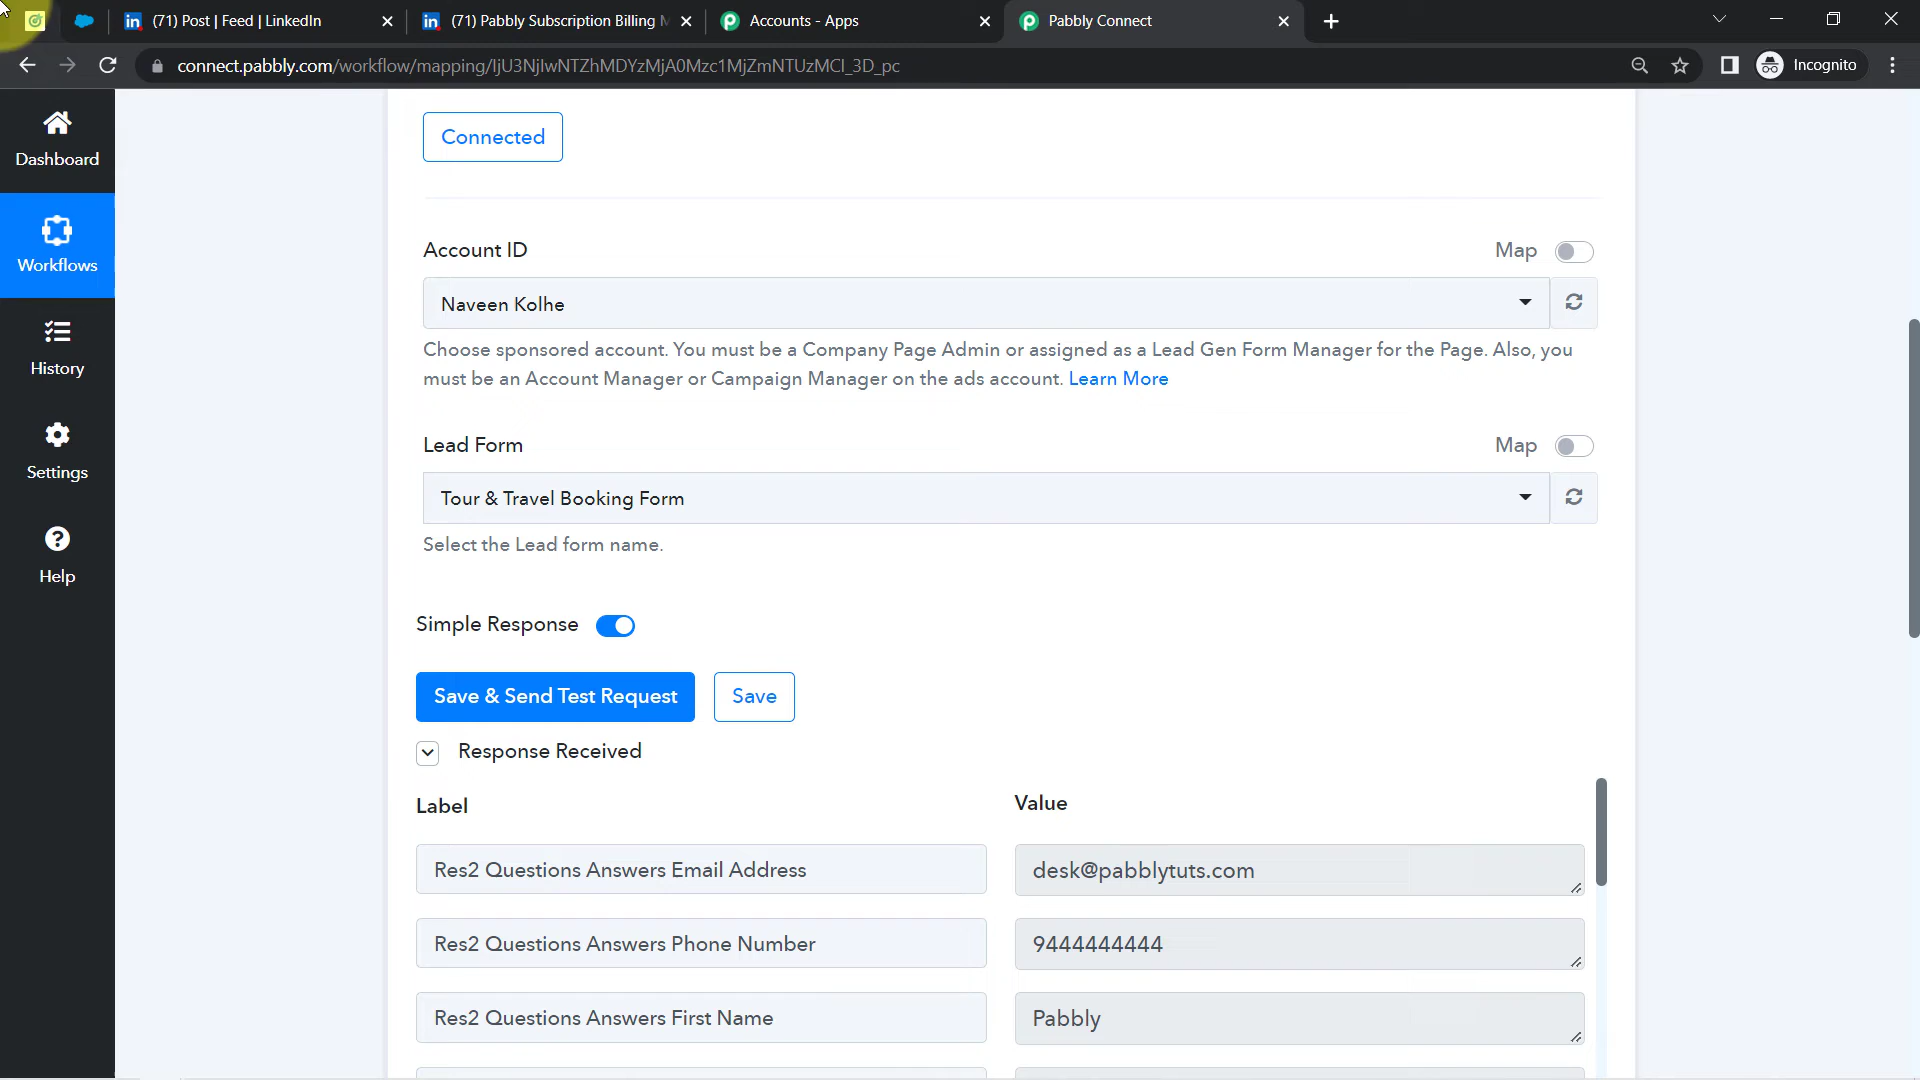 (71) Post | Feed | LinkedIn
(71) Pabbly Subscription Billing M
Accounts - Apps
Pabbly Connect
connect.pabbly.com/workflow/mapping/IjU3NjIwNTZhMDYzMjA0Mzc1MjZmNTUzMCI_3D_pc
Incognito
Dashboard
Workflows
History
Settings
Help
Connected
Account ID
Map
Naveen Kolhe
Choose sponsored account. You must be a Company Page Admin or assigned as a Lead Gen Form Manager for the Page. Also, you
must be an Account Manager or Campaign Manager on the ads account. Learn More
Lead Form
Map
Tour & Travel Booking Form
Select the Lead form name.
Simple Response
Save & Send Test Request
Save
Response Received
Label
Value
Res2 Questions Answers Email Address
desk@pabblytuts.com
Res2 Questions Answers Phone Number
9444444444
Res2 Questions Answers First Name
Pabbly